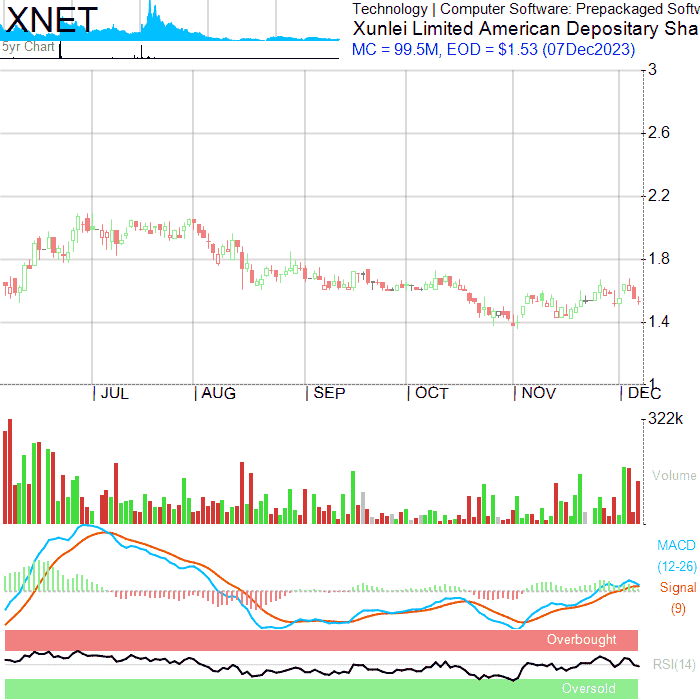 XNET
5yr Chart
Technology | Computer Software: Prepackaged Softw
Xunlei Limited American Depositary Sha
MC = 99.5M, EOD = $1.53 (07Dec2023)
3
2.6
2.2
1.8
1.4
1
JUL AUG SEP OCT NOV DEC
322k
Volume
MACD
(12-26)
Signal
(9)
Overbought
RSI(14)
Oversold